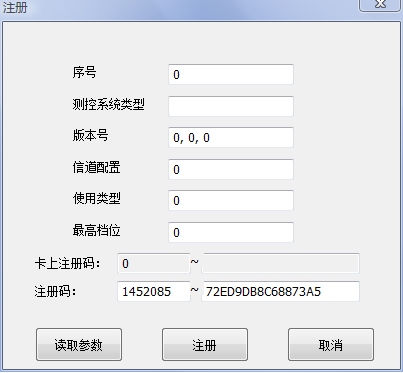 注册
序号 0
测控系统类型
版本号 0, 0, 0
信道配置 0
使用类型 0
最高档位 0
卡上注册码： 0 ~
注册码： 1452085 ~ 72ED9DB8C68873A5
读取参数 注册 取消